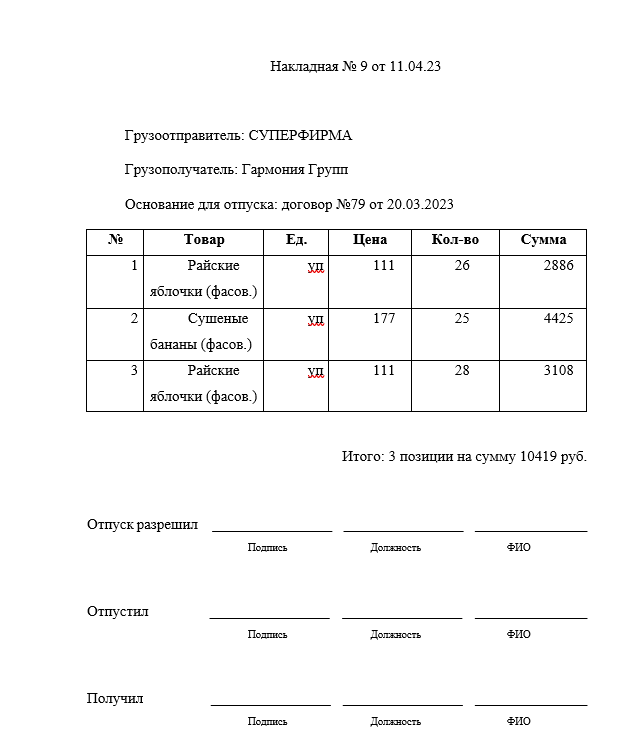 Накладная № 9 от 11.04.23
Грузоотправитель: СУПЕРФИРМА
Грузополучатель: Гармония Групп
Основание для отпуска: договор №79 от 20.03.2023
№ Товар Ед. Цена Кол-во Сумма
1 Райские уп 111 26 2886
яблочки (фасов.)
2 Сушеные уп 177 25 4425
бананы (фасов.)
3 Райские уп 111 28 3108
яблочки (фасов.)
Итого: 3 позиции на сумму 10419 руб.
Отпуск разрешил
Подпись Должность ФИО
Отпустил
Подпись Должность ФИО
Получил
Подпись Должность ФИО